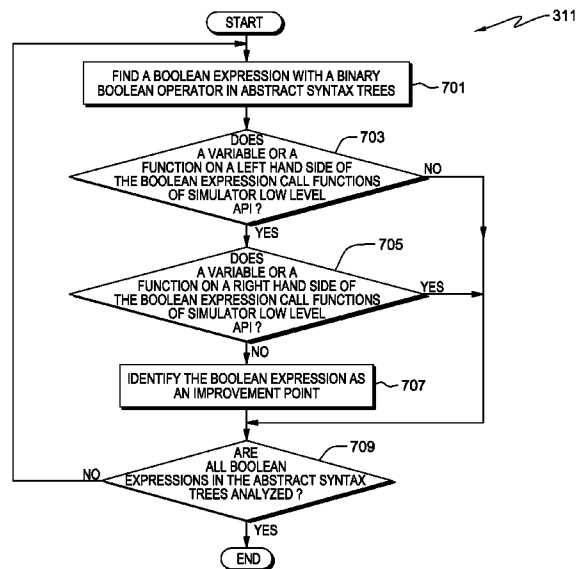 START
311
FIND A BOOLEAN EXPRESSION WITH A BINARY
BOOLEAN OPERATOR IN ABSTRACT SYNTAX TREES
701
DOES
A VARIABLE OR A
FUNCTION ON A LEFT HAND SIDE OF
THE BOOLEAN EXPRESSION CALL FUNCTIONS
OF SIMULATOR LOW LEVEL
API ?
703
NO
YES
DOES
A VARIABLE OR A
FUNCTION ON A RIGHT HAND SIDE OF
THE BOOLEAN EXPRESSION CALL FUNCTIONS
OF SIMULATOR LOW LEVEL
API ?
705
YES
NO
IDENTIFY THE BOOLEAN EXPRESSION AS
AN IMPROVEMENT POINT
707
ARE
ALL BOOLEAN
EXPRESSIONS IN THE ABSTRACT SYNTAX
TREES ANALYZED ?
709
NO
YES
END